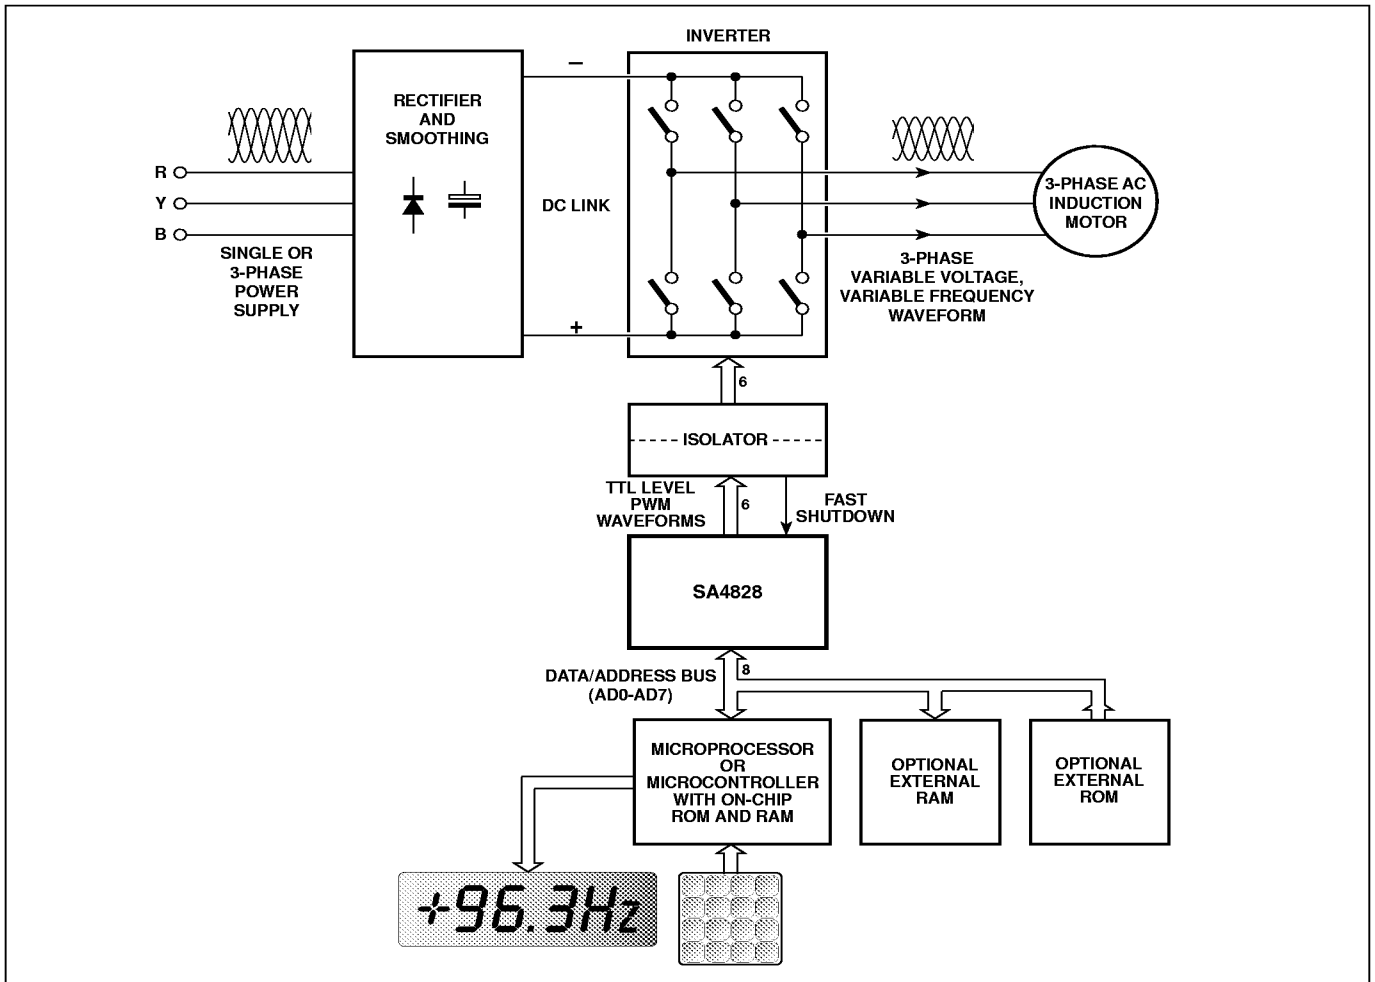 INVERTER
RECTIFIER
AND
SMOOTHING
–
R
Y
B
SINGLE OR
3-PHASE
POWER
SUPPLY
DC LINK
+
3-PHASE AC
INDUCTION
MOTOR
3-PHASE
VARIABLE VOLTAGE,
VARIABLE FREQUENCY
WAVEFORM
6
ISOLATOR
TTL LEVEL
PWM
WAVEFORMS
6
FAST
SHUTDOWN
SA4828
DATA/ADDRESS BUS
(AD0-AD7)
8
MICROPROCESSOR
OR
MICROCONTROLLER
WITH ON-CHIP
ROM AND RAM
OPTIONAL
EXTERNAL
RAM
OPTIONAL
EXTERNAL
ROM
+96.3Hz